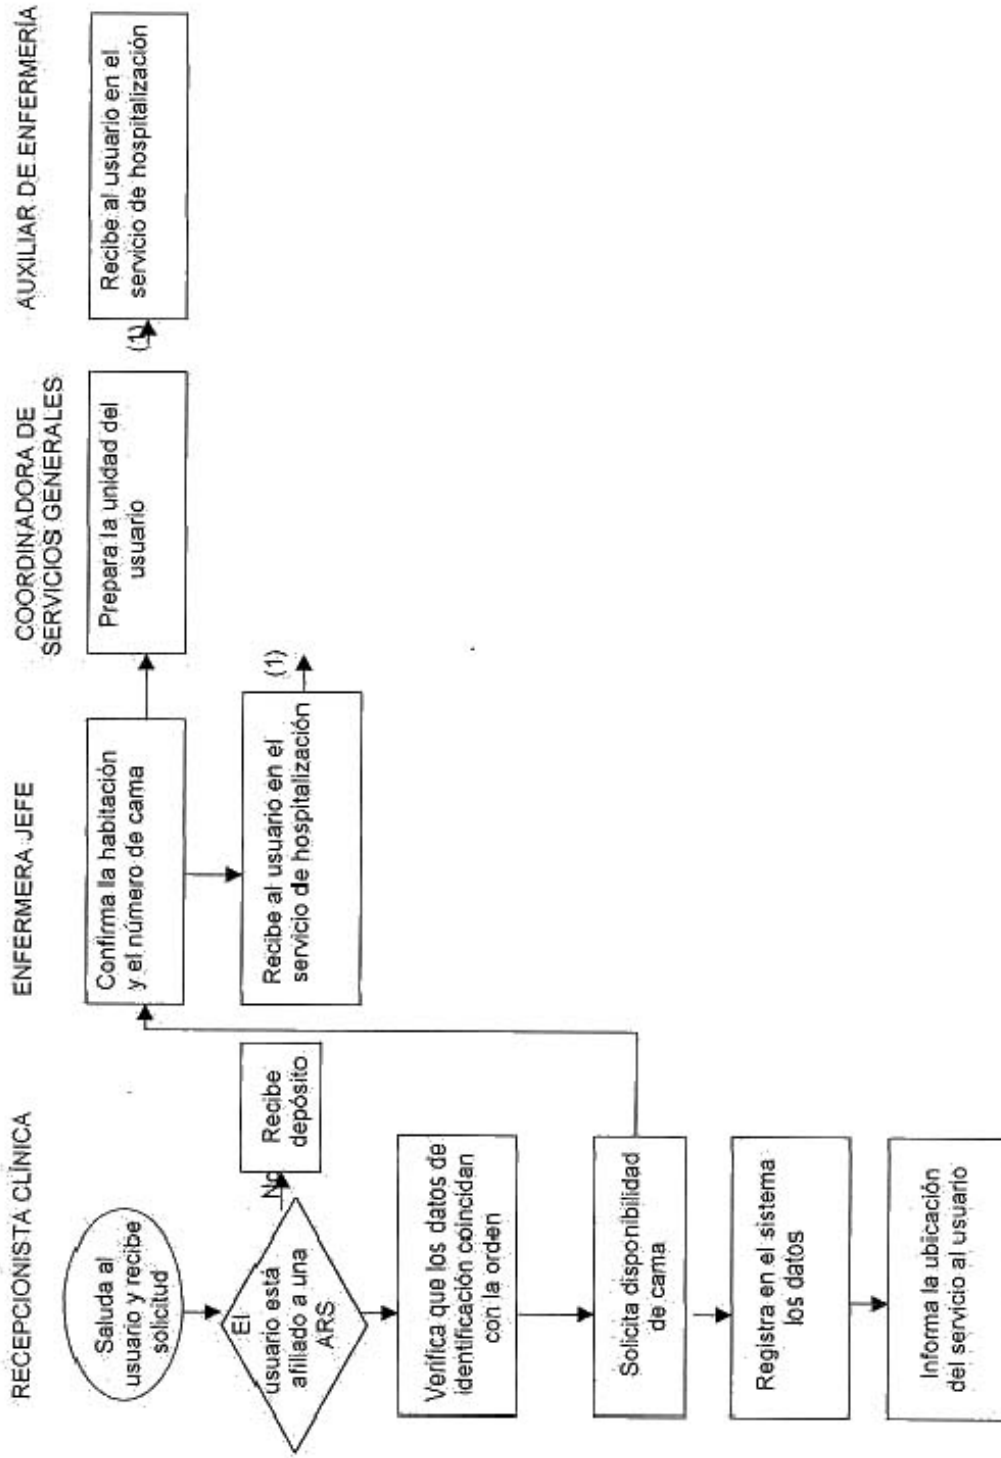 RECEPCIONISTA CLÍNICA
ENFERMERA JEFE
COORDINADORA DE
SERVICIOS GENERALES
AUXILIAR DE ENFERMERÍA
Saluda al
usuario y recibe
solicitud
El
usuario está
afiliado a una
ARS
No
Recibe
depósito
Verifica que los datos de
identificación coincidan
con la orden
Solicita disponibilidad
de cama
Registra en el sistema
los datos
Informa la ubicación
del servicio al usuario
Confirma la habitación
y el número de cama
Recibe al usuario en el
servicio de hospitalización
(1)
Prepara la unidad del
usuario
(1)
Recibe al usuario en el
servicio de hospitalización